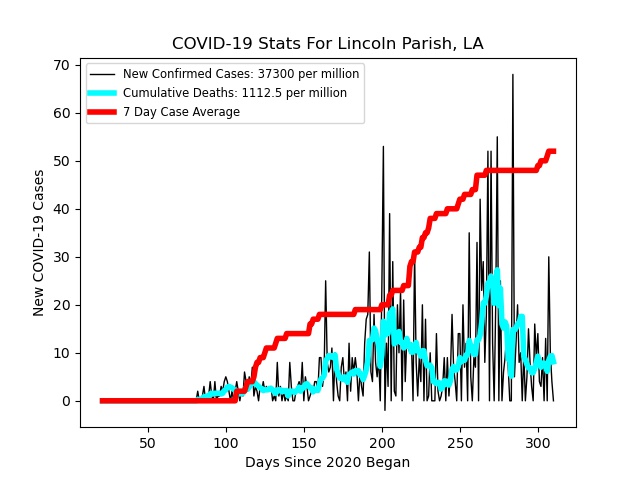 COVID-19 Stats For Lincoln Parish, LA
New Confirmed Cases: 37300 per million
Cumulative Deaths: 1112.5 per million
7 Day Case Average
New COVID-19 Cases
70
60
50
40
30
20
10
0
50 100 150 200 250 300
Days Since 2020 Began